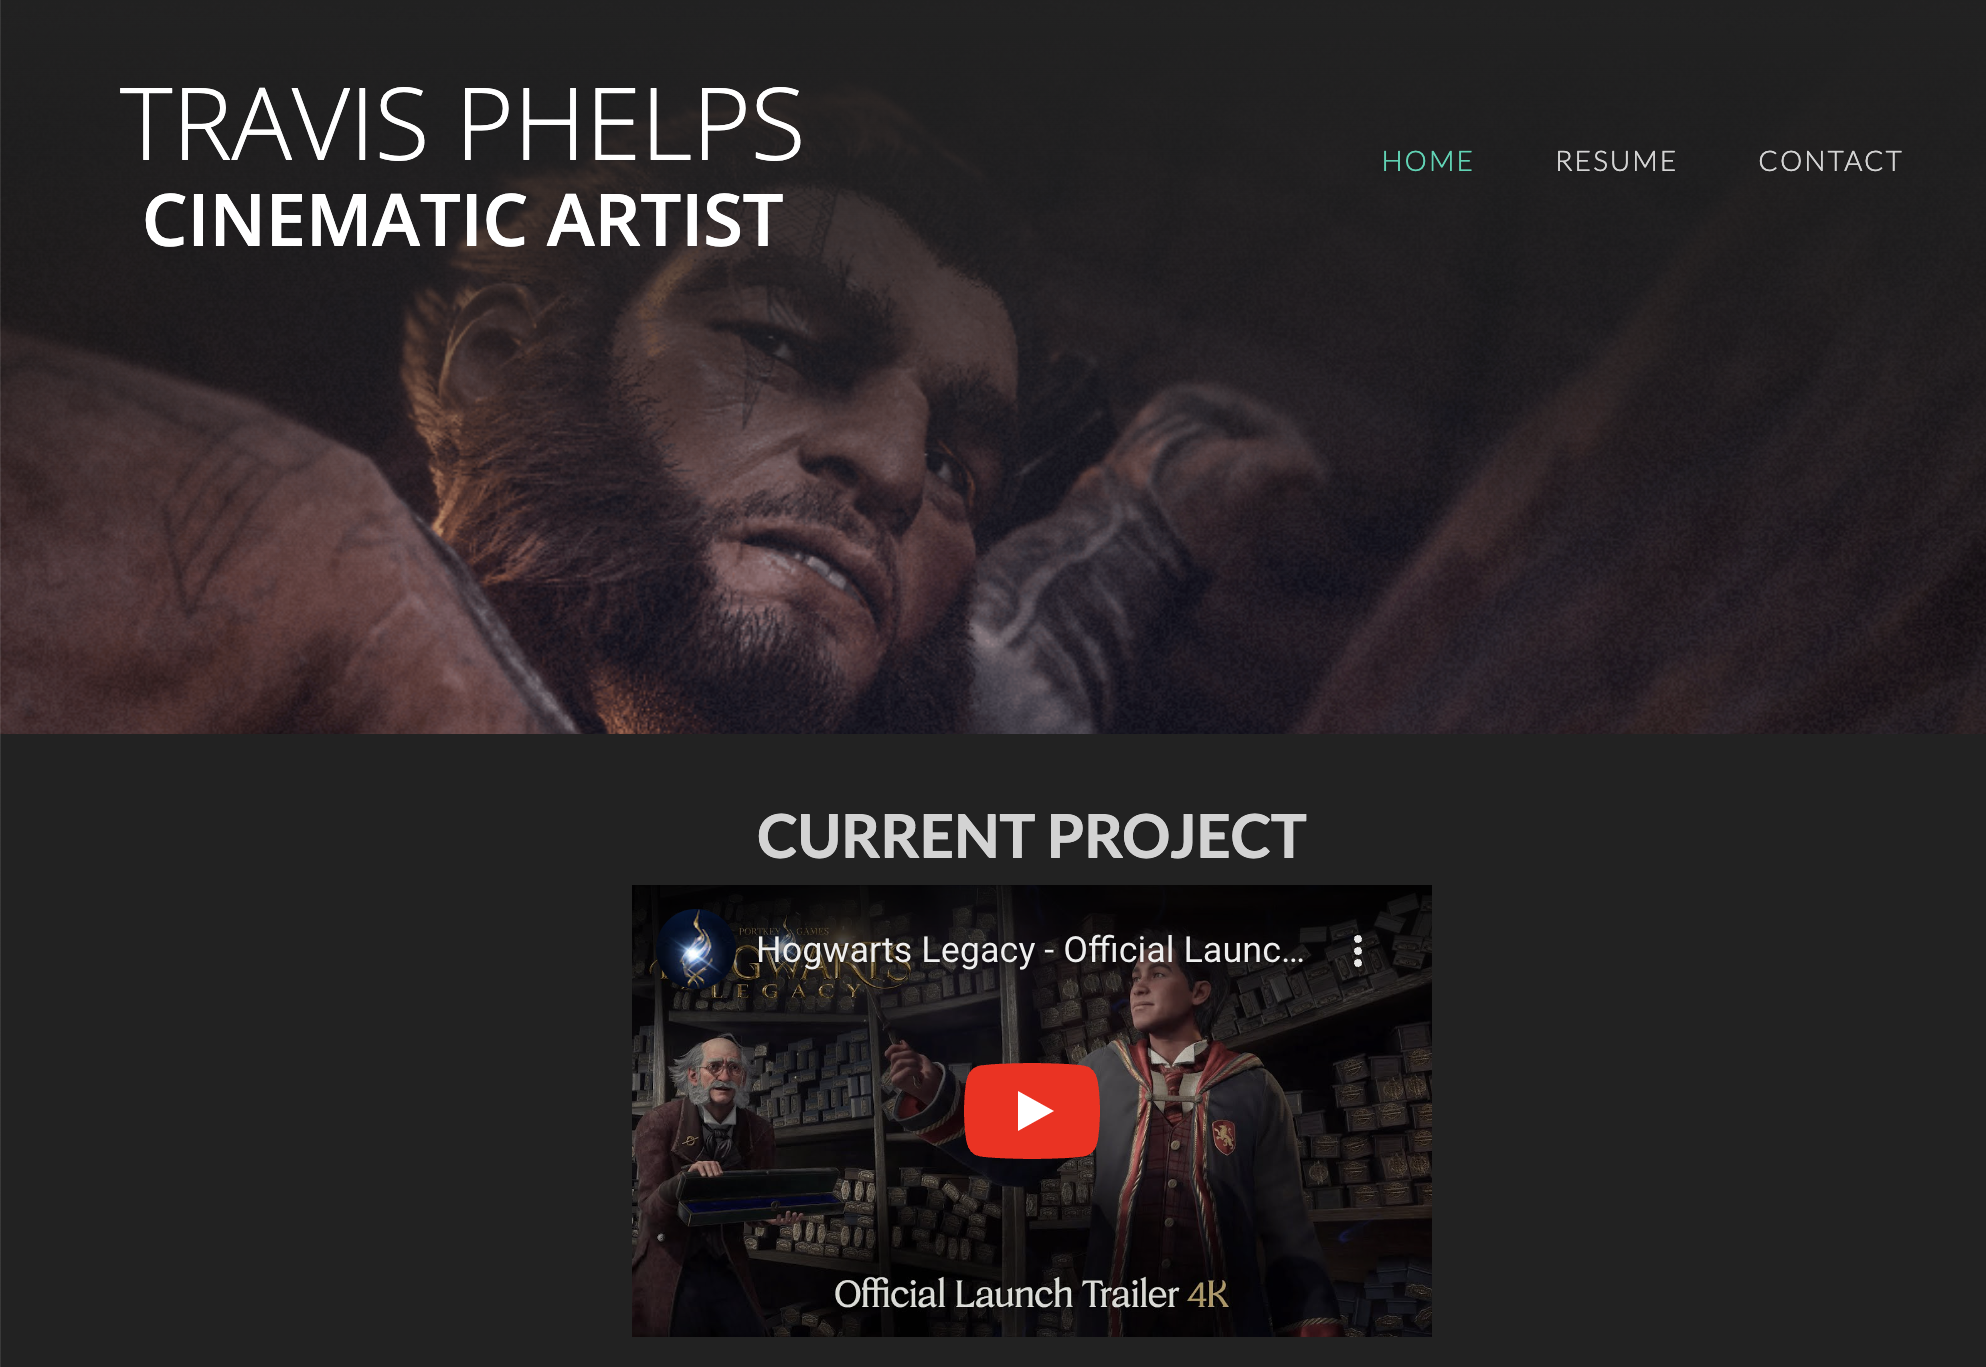 TRAVIS PHELPS
CINEMATIC ARTIST
HOME RESUME CONTACT
CURRENT PROJECT
PORTKEY GAMES
HOGWARTS
LEGACY
Hogwarts Legacy - Official Launc...
Official Launch Trailer 4K